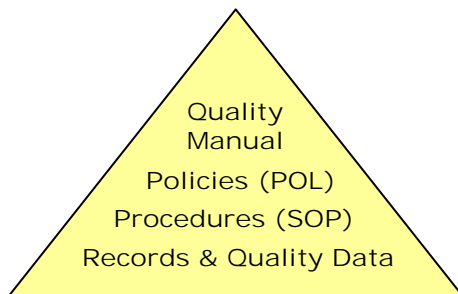 Quality
Manual
Policies (POL)
Procedures (SOP)
Records & Quality Data